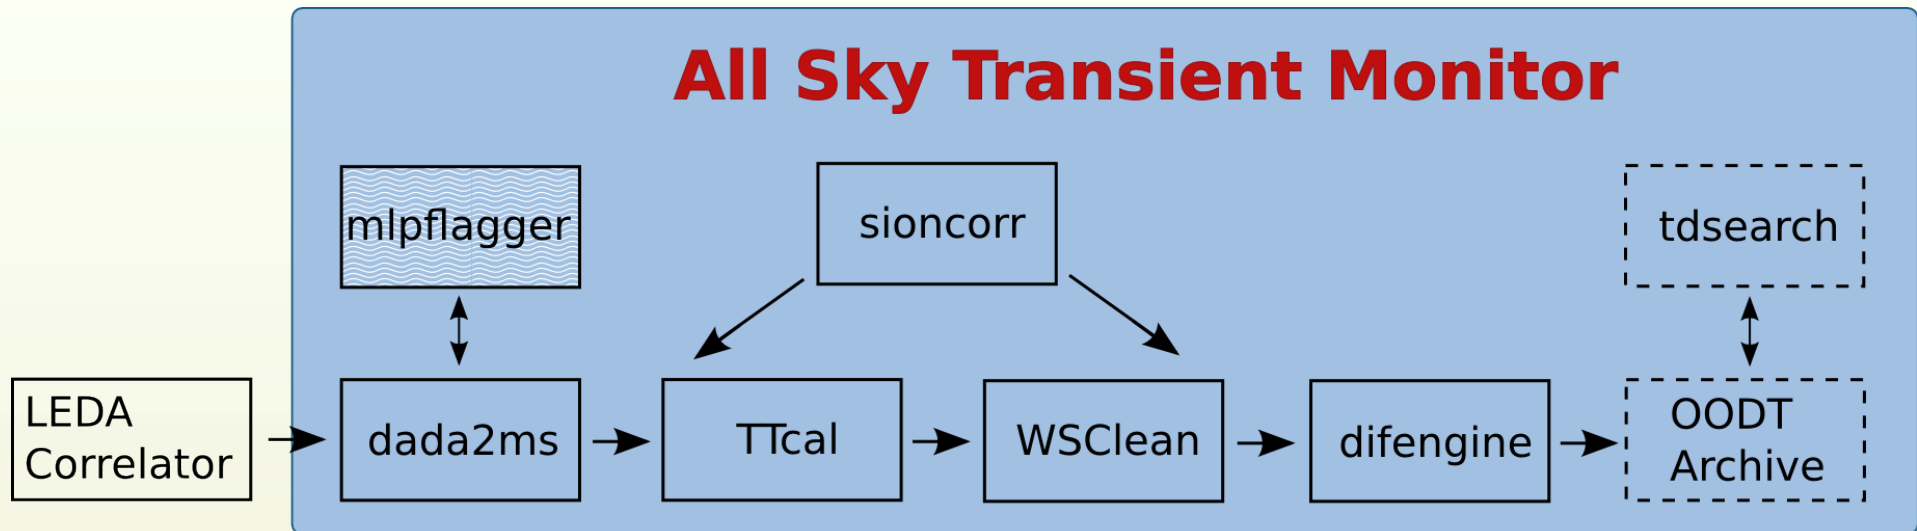 All Sky Transient Monitor
mlpflagger
sioncorr
tdsearch
LEDA
Correlator
dada2ms
TTcal
WSClean
difengine
OODT
Archive